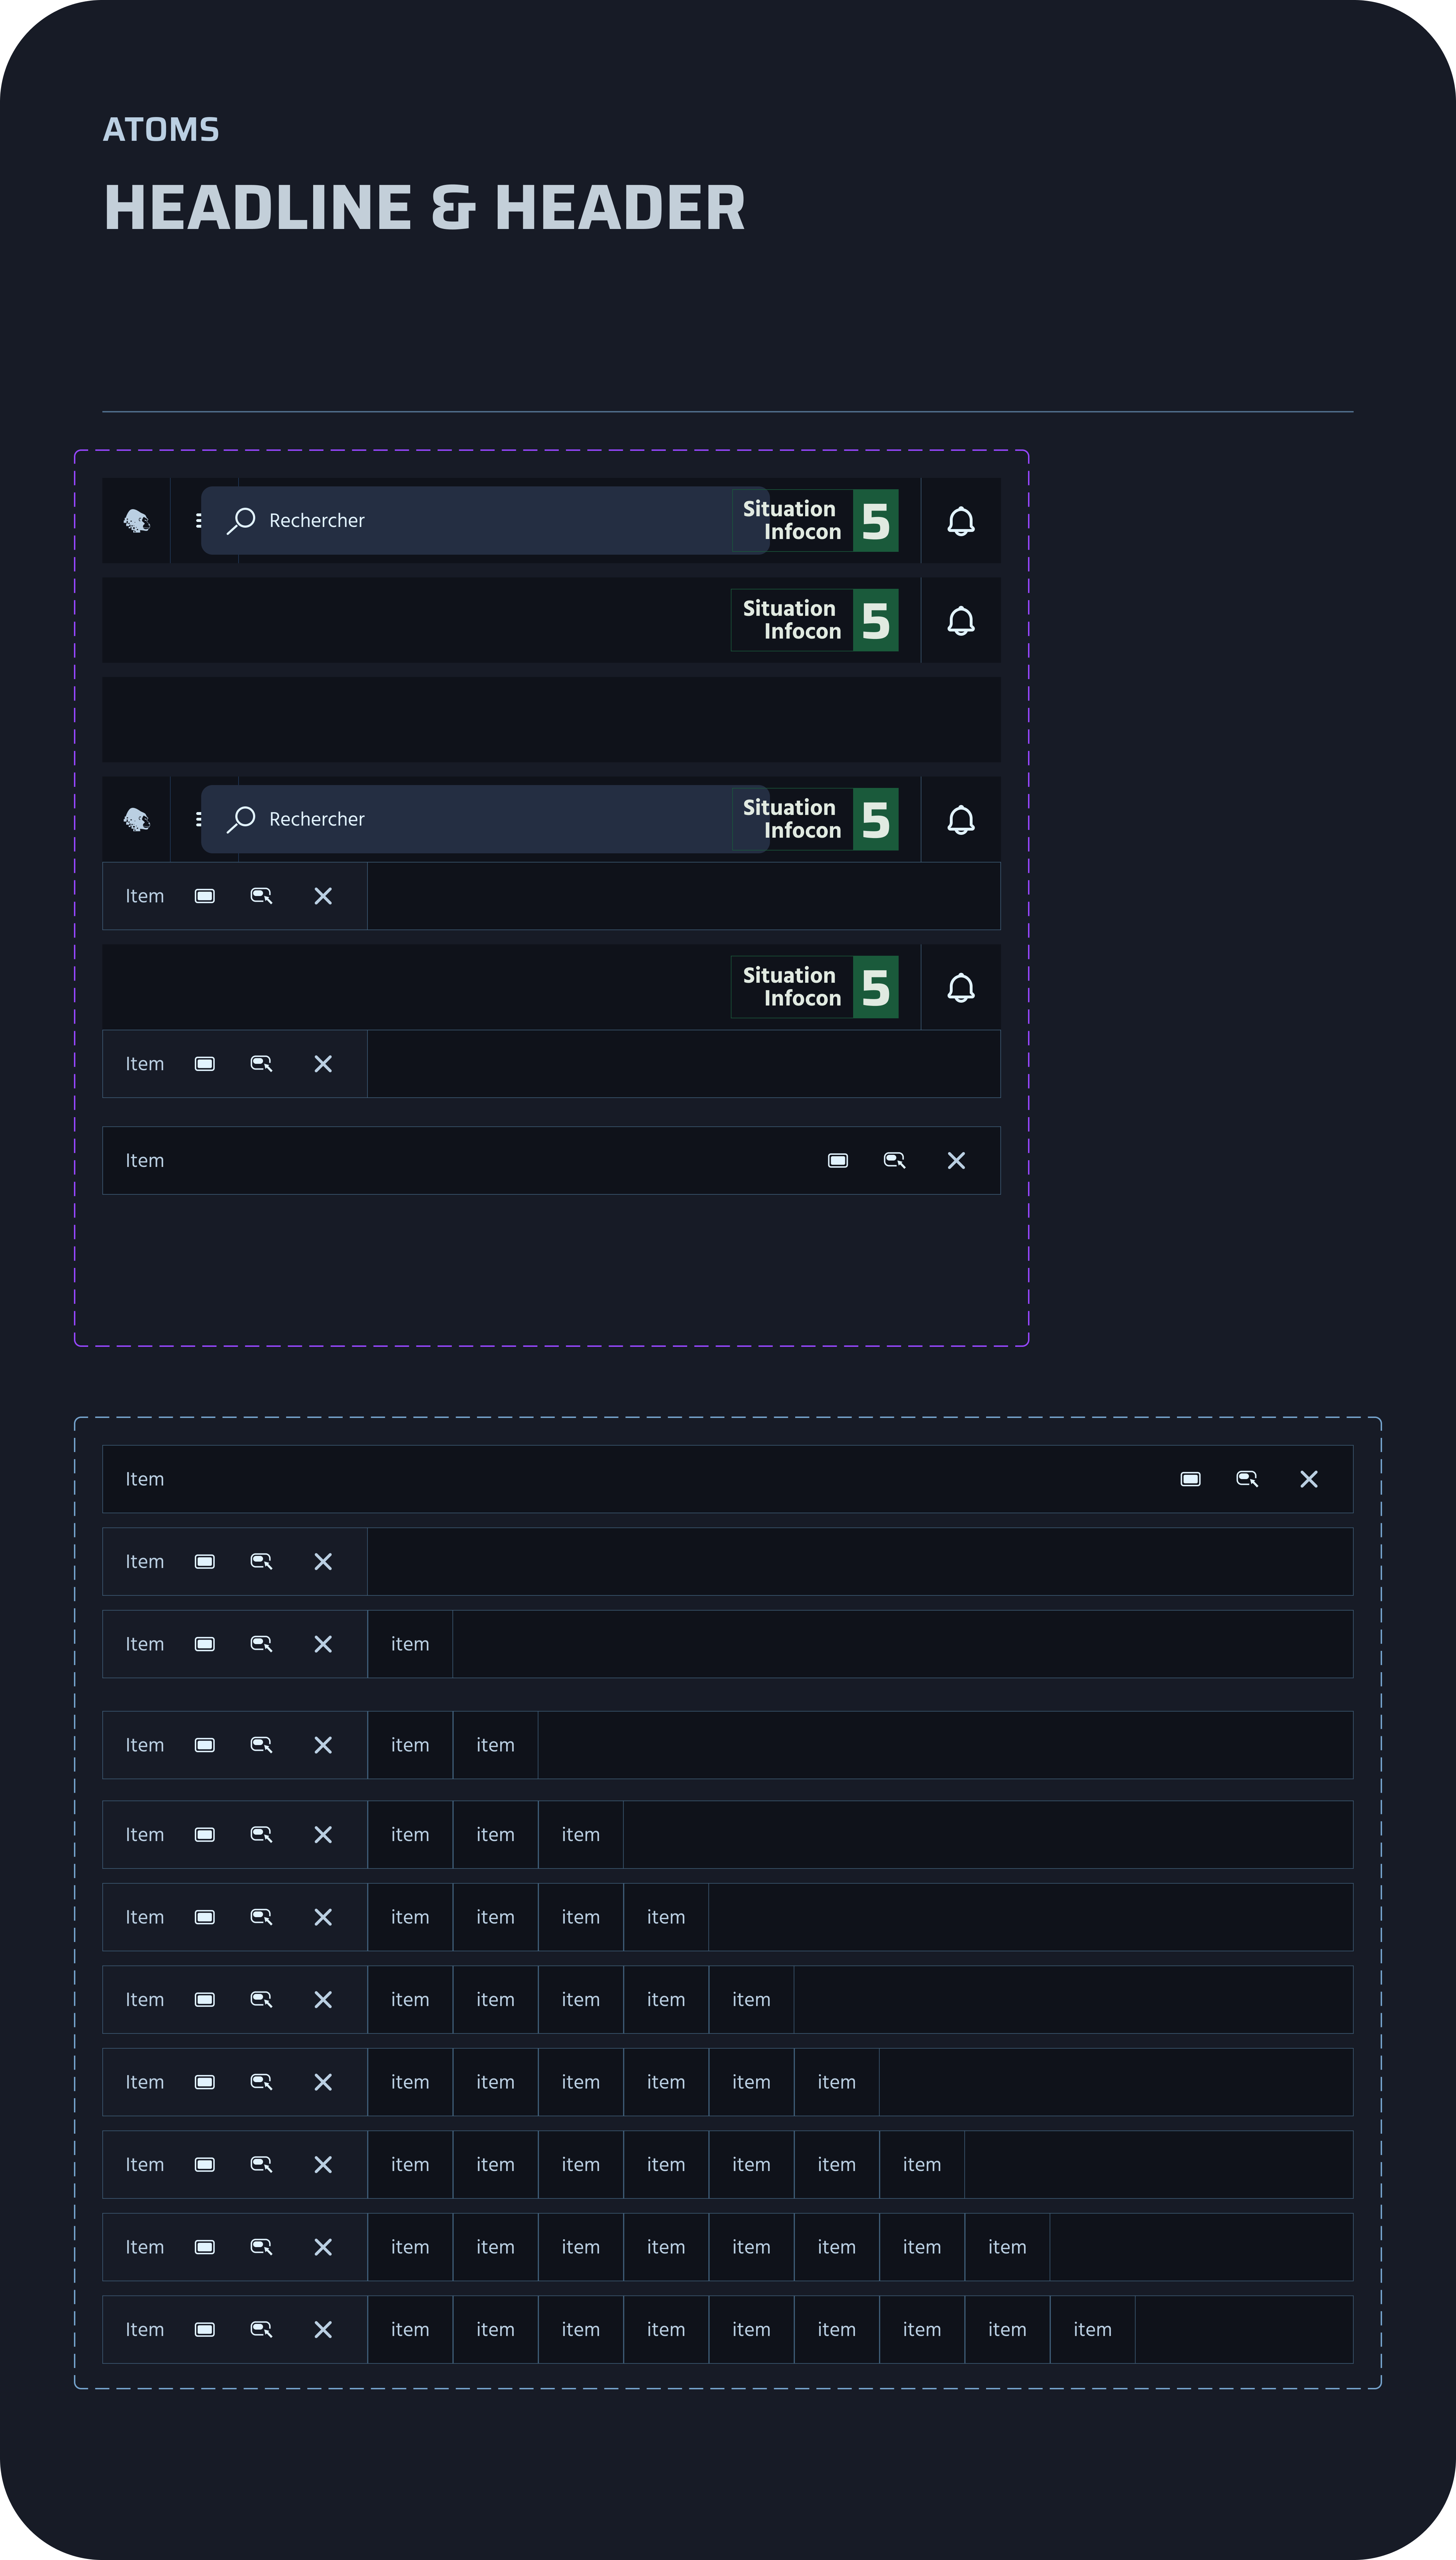 ATOMS
HEADLINE & HEADER
Rechercher Situation Infocon 5
Situation Infocon 5
Rechercher Situation Infocon 5
Item
Situation Infocon 5
Item
Item
Item
Item
Item item
Item item item
Item item item item
Item item item item item
Item item item item item item
Item item item item item item item
Item item item item item item item item
Item item item item item item item item item
Item item item item item item item item item item